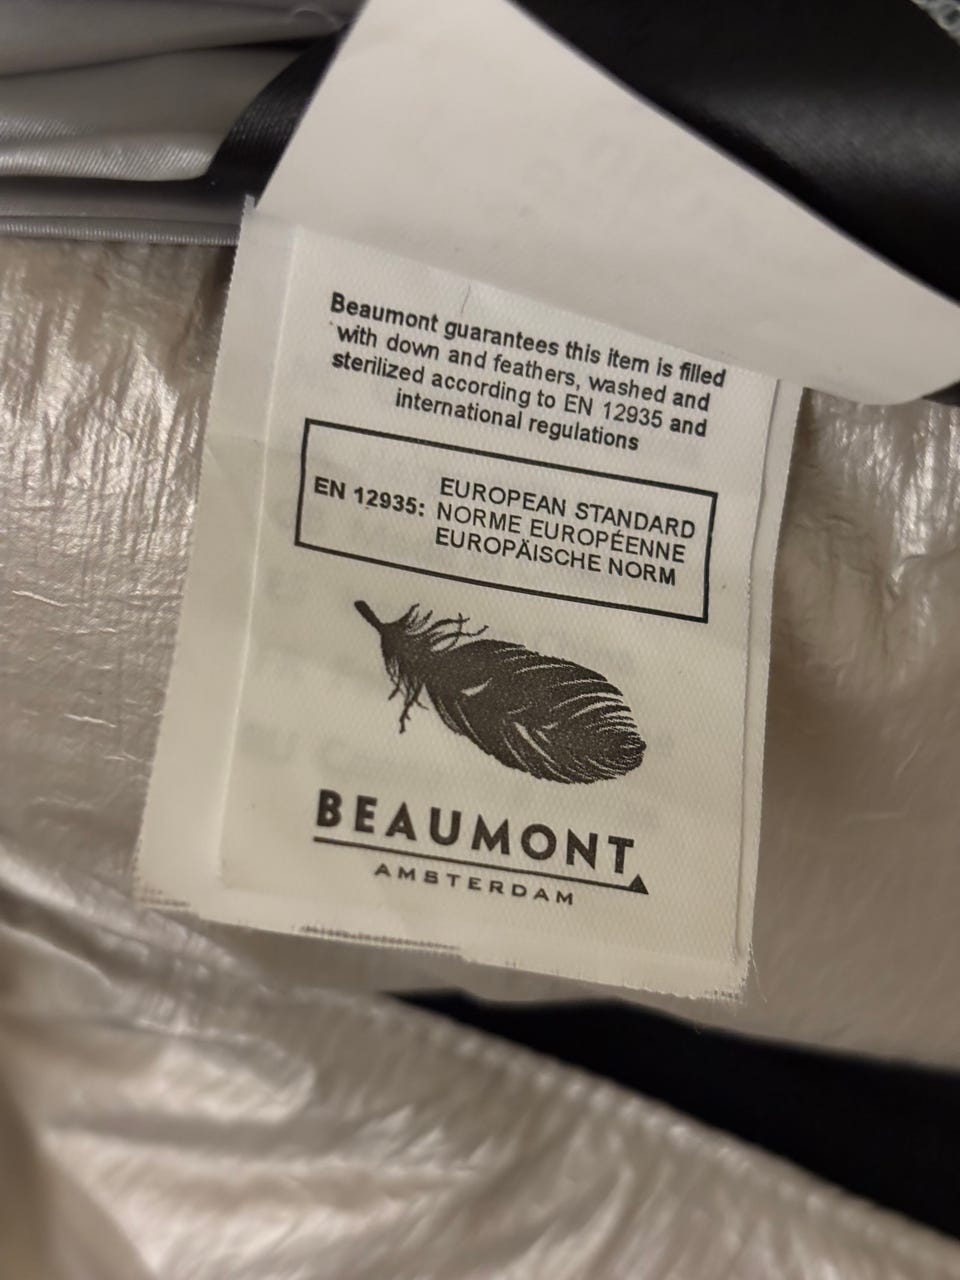 Beaumont guarantees this item is filled
with down and feathers, washed and
sterilized according to EN 12935 and
international regulations
EN 12935:
EUROPEAN STANDARD
NORME EUROPÉENNE
EUROPÄISCHE NORM
BEAUMONT
AMSTERDAM